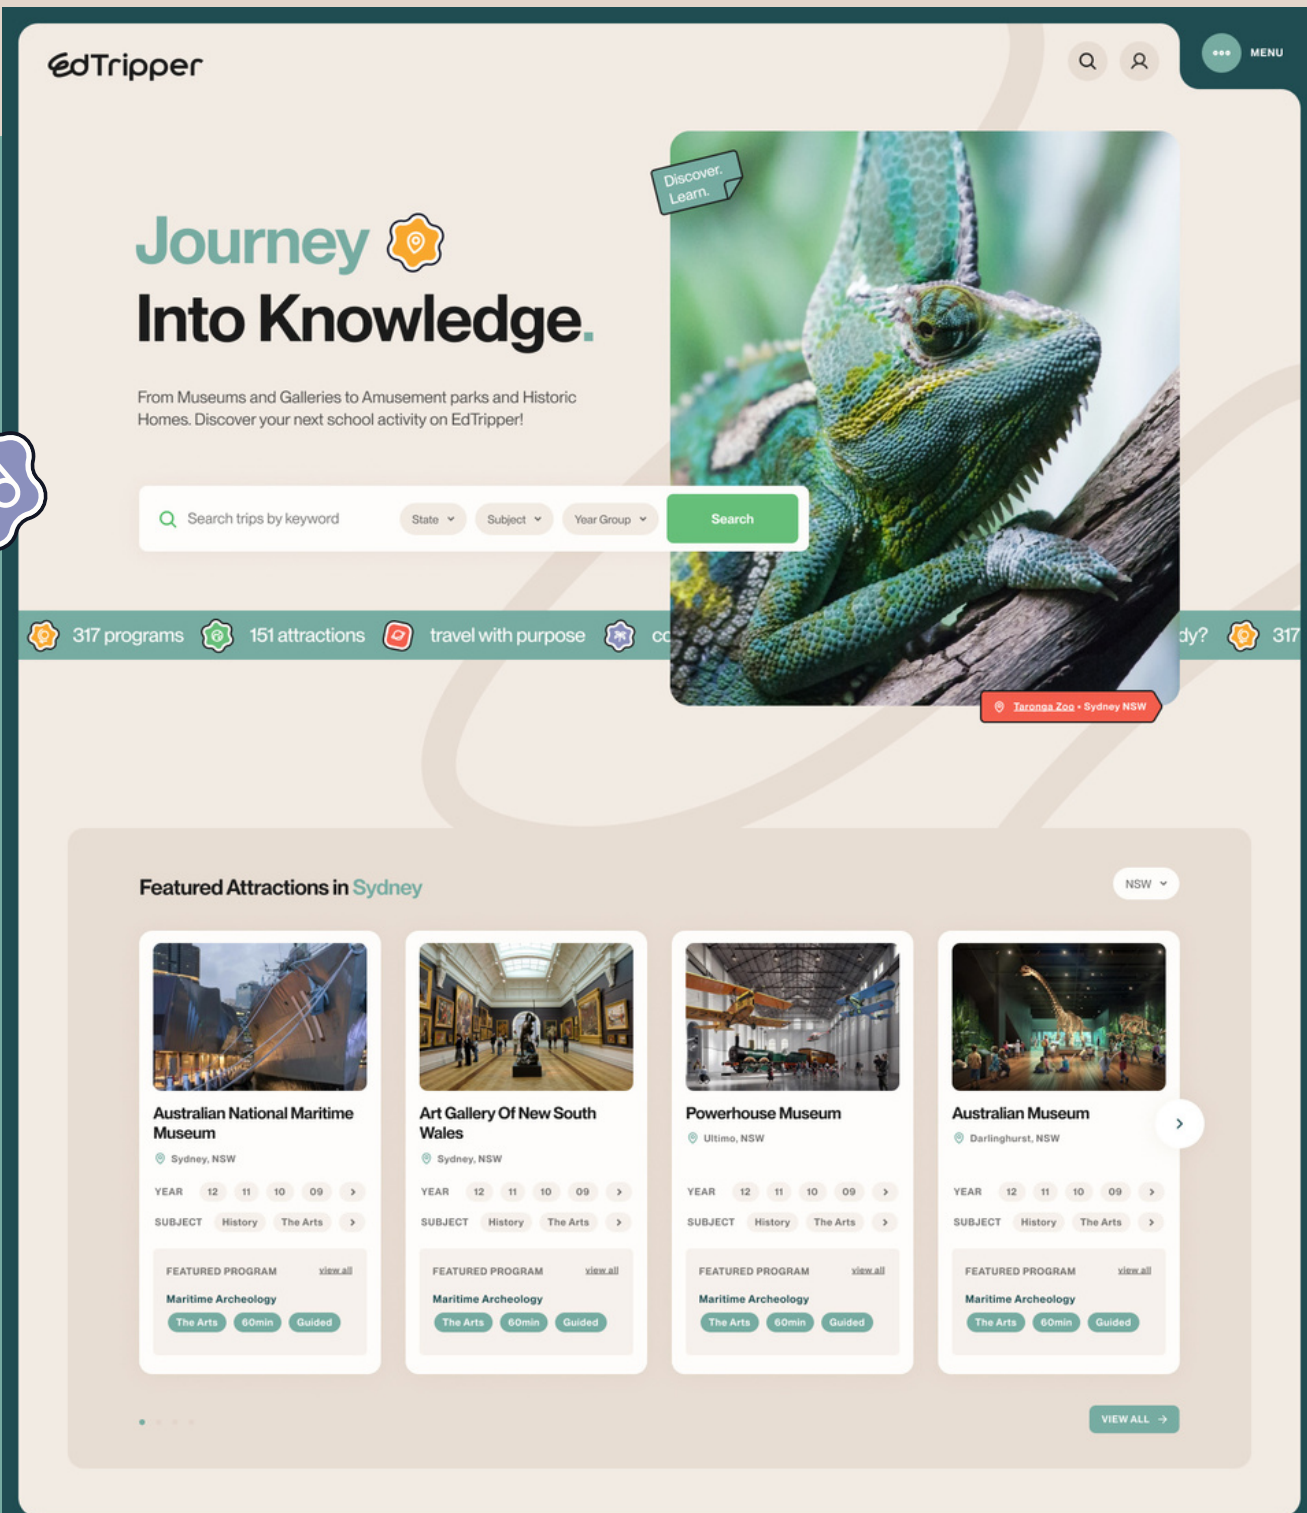 EdTripper
MENU
Discover.
Learn.
Journey
Into Knowledge.
From Museums and Galleries to Amusement parks and Historic
Homes. Discover your next school activity on EdTripper!
Search trips by keyword
State
Subject
Year Group
Search
317 programs
151 attractions
travel with purpose
co
dy?
317
Taronga Zoo • Sydney NSW
Featured Attractions in Sydney
NSW
Australian National Maritime
Museum
Sydney, NSW
YEAR 12 11 10 09
SUBJECT History The Arts
FEATURED PROGRAM view all
Maritime Archeology
The Arts 60min Guided
Art Gallery Of New South
Wales
Sydney, NSW
YEAR 12 11 10 09
SUBJECT History The Arts
FEATURED PROGRAM view all
Maritime Archeology
The Arts 60min Guided
Powerhouse Museum
Ultimo, NSW
YEAR 12 11 10 09
SUBJECT History The Arts
FEATURED PROGRAM view all
Maritime Archeology
The Arts 60min Guided
Australian Museum
Darlinghurst, NSW
YEAR 12 11 10 09
SUBJECT History The Arts
FEATURED PROGRAM view all
Maritime Archeology
The Arts 60min Guided
VIEW ALL